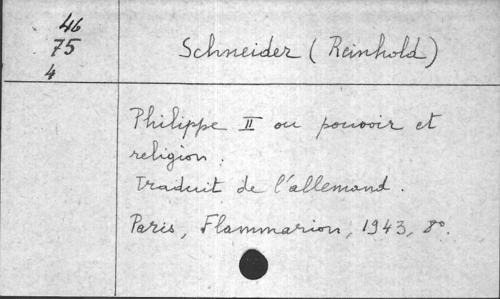 46
75
4
Schneider (Reinhold)
Philippe II ou pouvoir et
religion.
Traduit de l'allemand.
Paris, Flammarion, 1943, 8°.